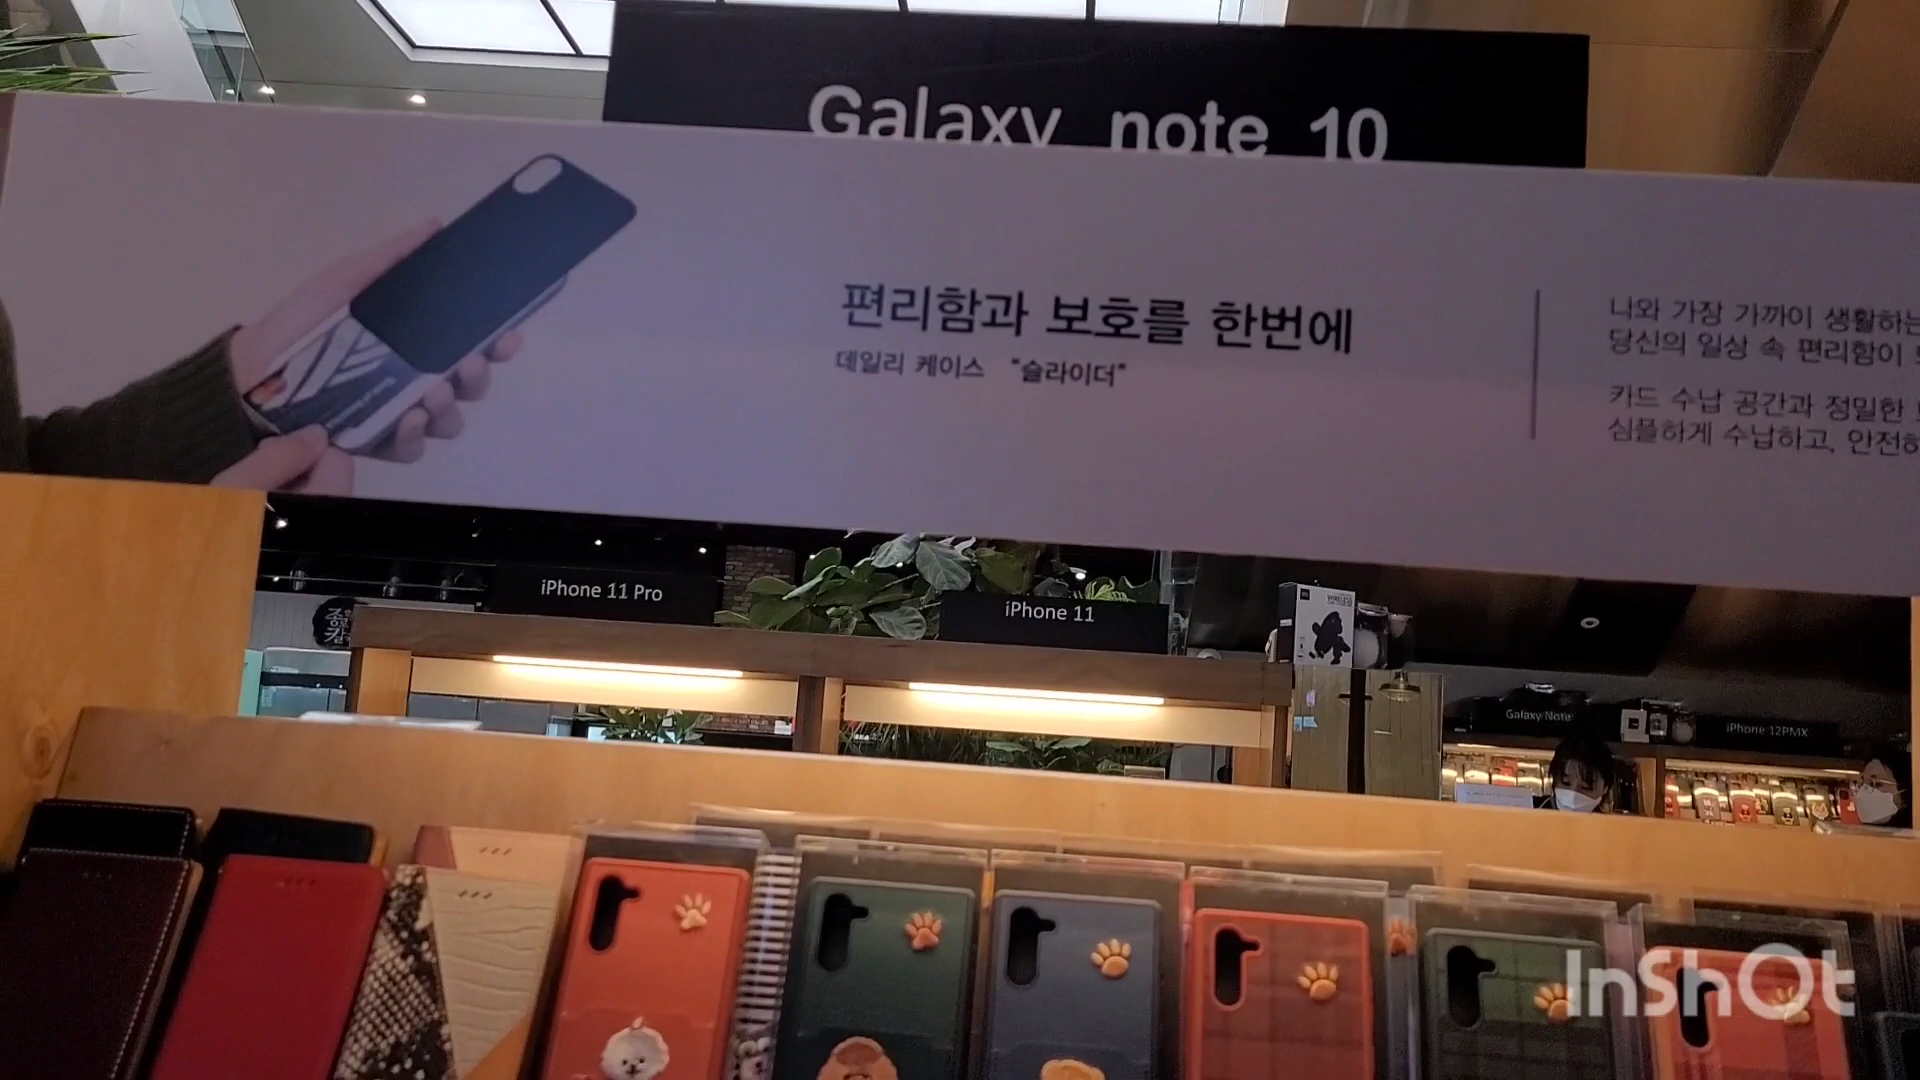 Galaxy note 10
편리함과 보호를 한번에
데일리 케이스 "슬라이더"
나와 가장 가까이 생활하는
당신의 일상 속 편리함이
카드 수납 공간과 정밀한
심플하게 수납하고, 안전하
iPhone 11 Pro
iPhone 11
WIRELESS
Galaxy Note
iPhone 12PMX
InShOt